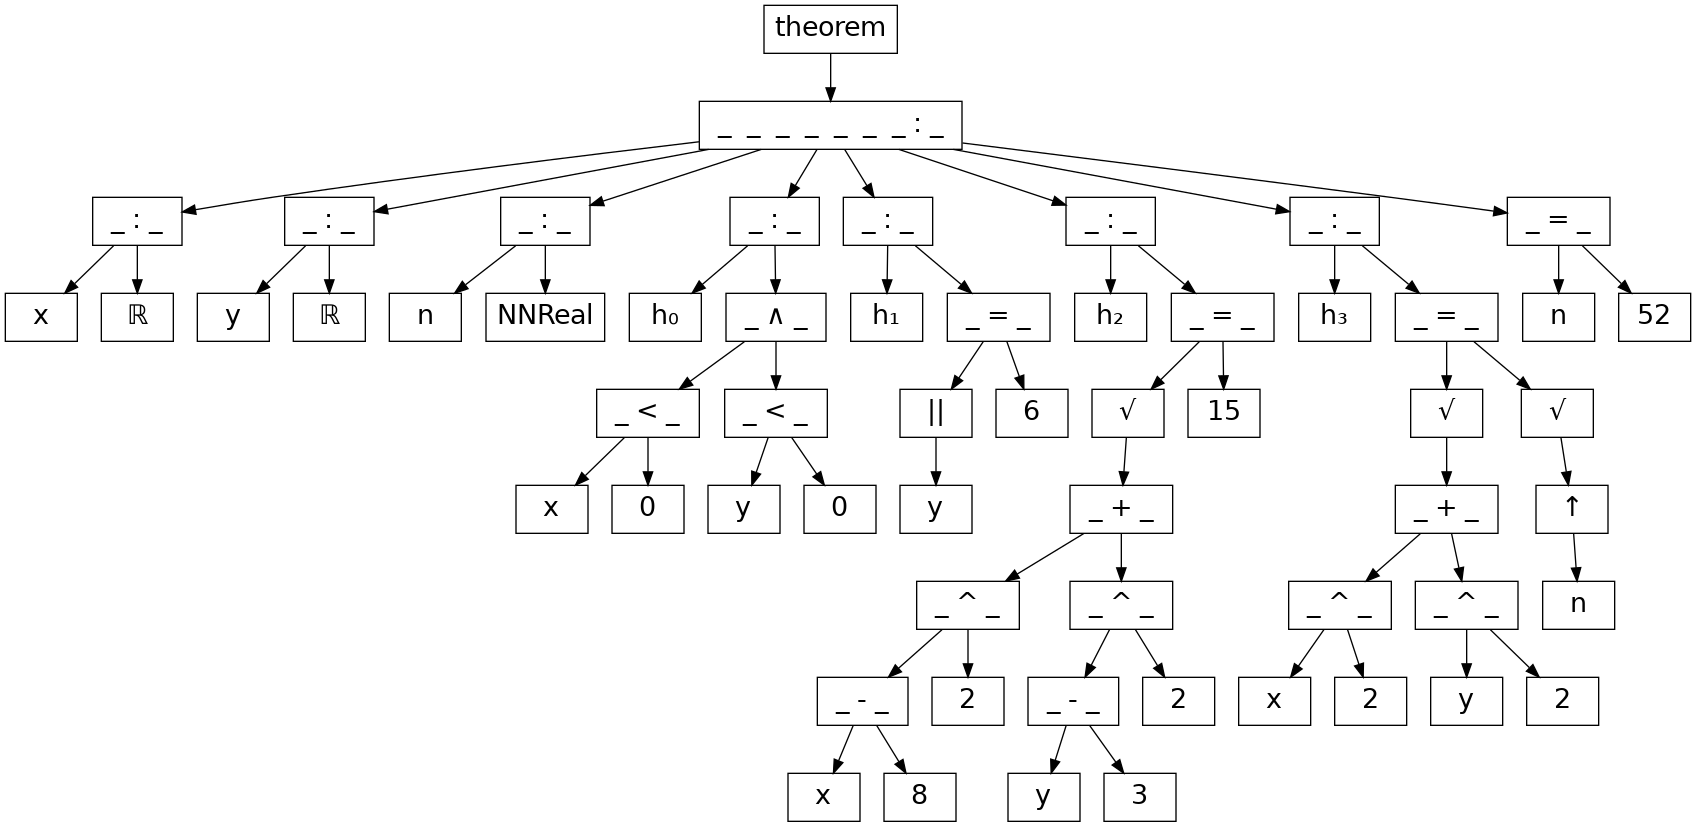 theorem
_ _ _ _ _ _ _ : _
_ : _ _ : _ _ : _ _ : _ _ : _ _ : _ _ : _ _ = _
x ℝ y ℝ n NNReal h₀ _ ∧ _ h₁ _ = _ h₂ _ = _ h₃ _ = _ n 52
_ < _ _ < _ || 6 √ 15 √ √
x 0 y 0 y _ + _ _ + _ ↑
_ ^ _ _ ^ _ _ ^ _ _ ^ _ n
_ - _ 2 _ - _ 2 x 2 y 2
x 8 y 3